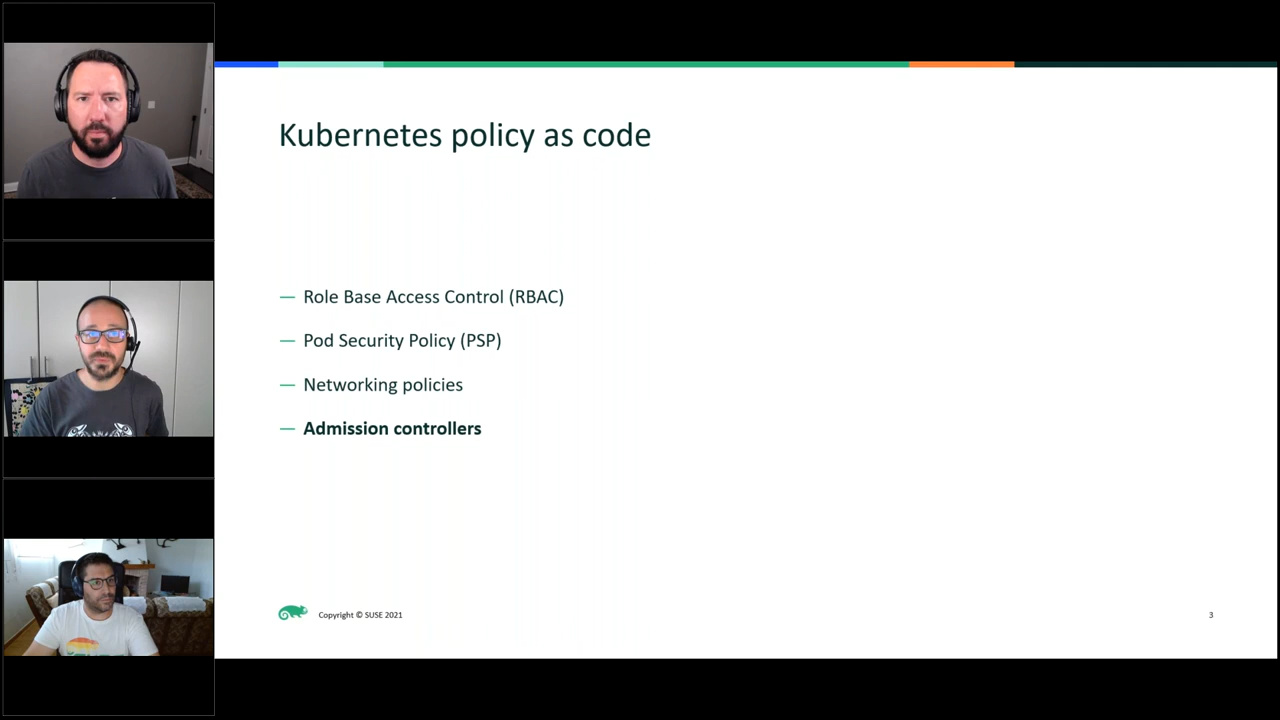 Kubernetes policy as code
— Role Base Access Control (RBAC)
— Pod Security Policy (PSP)
— Networking policies
— Admission controllers
Copyright © SUSE 2021
3